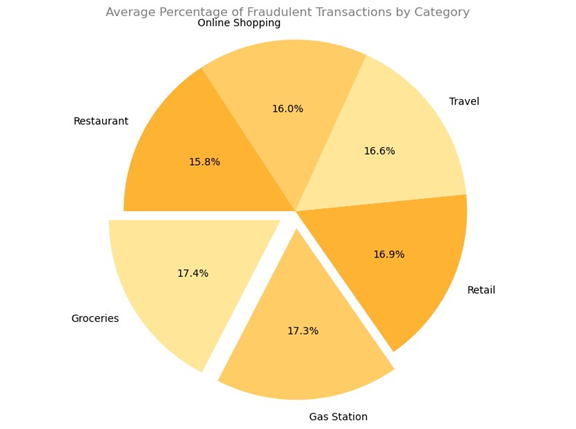 Average Percentage of Fraudulent Transactions by Category
Online Shopping
16.0%
Travel
16.6%
Restaurant
15.8%
Retail
16.9%
Groceries
17.4%
Gas Station
17.3%